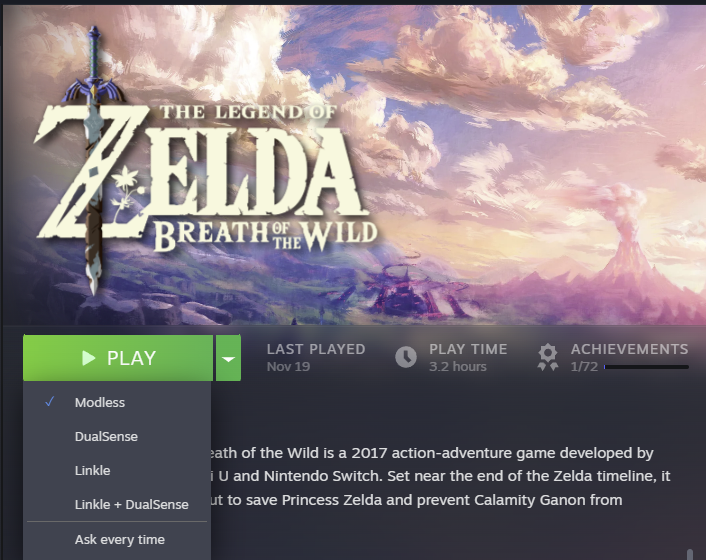 THE LEGEND OF
ZELDA
BREATH OF THE WILD
PLAY
LAST PLAYED
Nov 19
PLAY TIME
3.2 hours
ACHIEVEMENTS
1/72
Modless
DualSense
Linkle
Linkle + DualSense
Ask every time
of the Wild is a 2017 action-adventure game developed by
U and Nintendo Switch. Set near the end of the Zelda timeline, it
to save Princess Zelda and prevent Calamity Ganon from